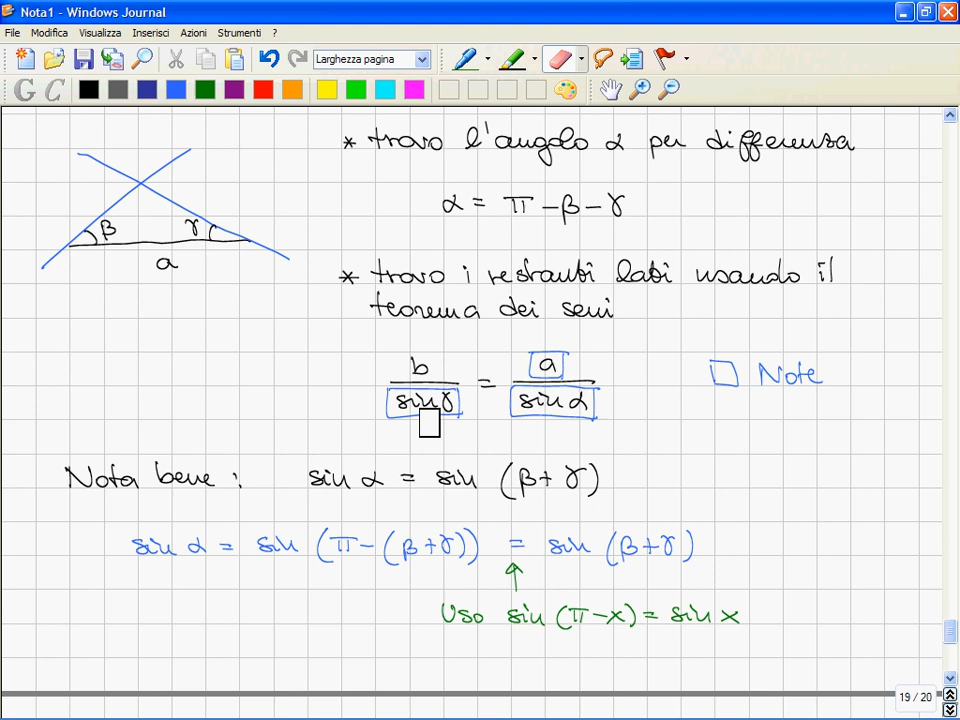 Nota1 - Windows Journal
File Modifica Visualizza Inserisci Azioni Strumenti ?
Larghezza pagina
G C
* trovo l'angolo α per differenza
α = π - β - γ
β γ
a
* trovo i restanti lati usando il
teorema dei seni
b / sin γ = a / sin α
□ Note
Nota bene : sin α = sin (β + γ)
sin α = sin (π - (β + γ)) = sin (β + γ)
↑
Uso sin (π - x) = sin x
19 / 20